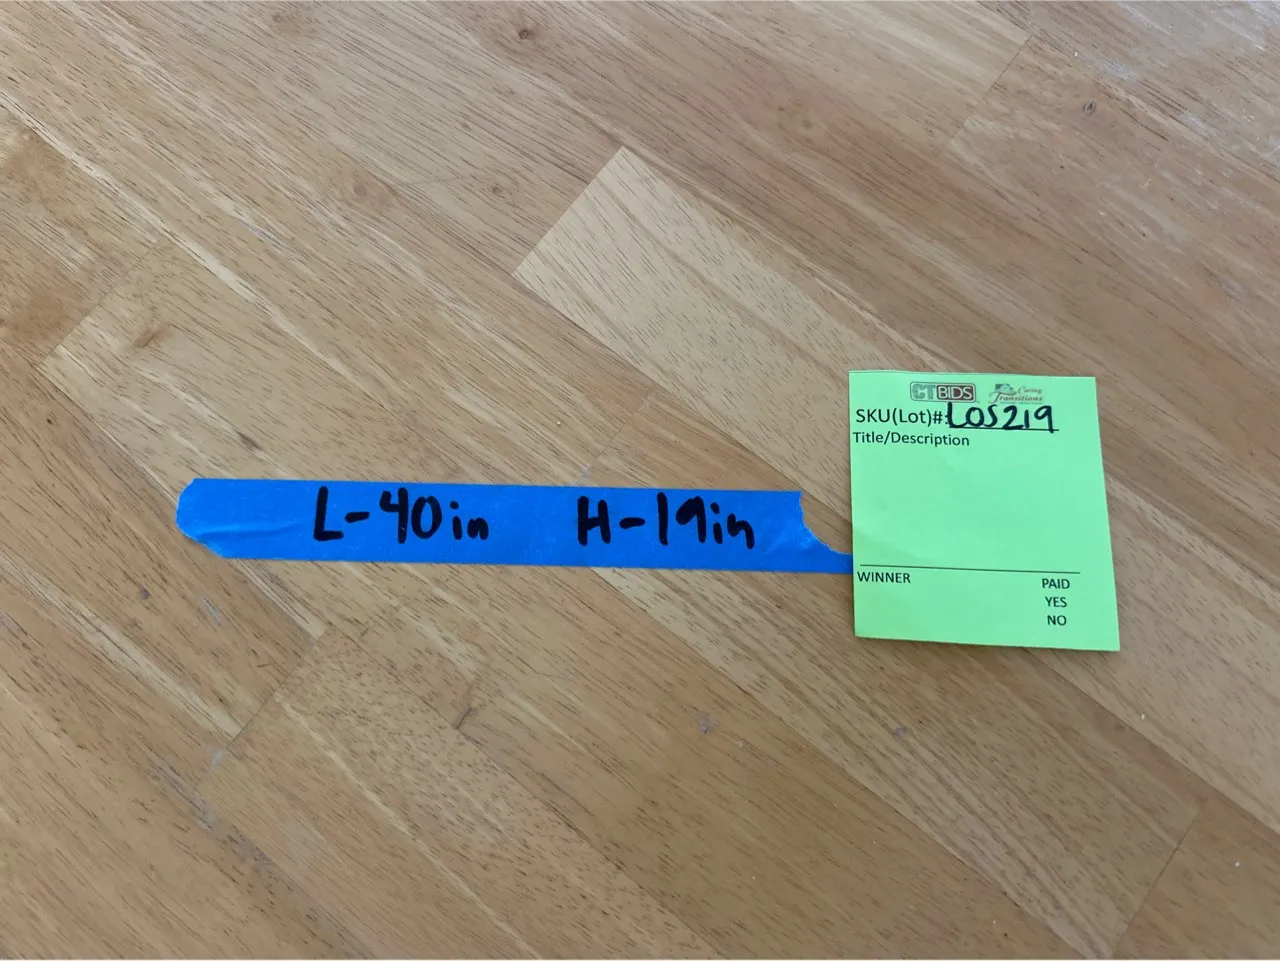 CTBIDS Caring Transitions
SKU(Lot)#: LOS219
Title/Description
L-40in H-19in
WINNER PAID
YES
NO